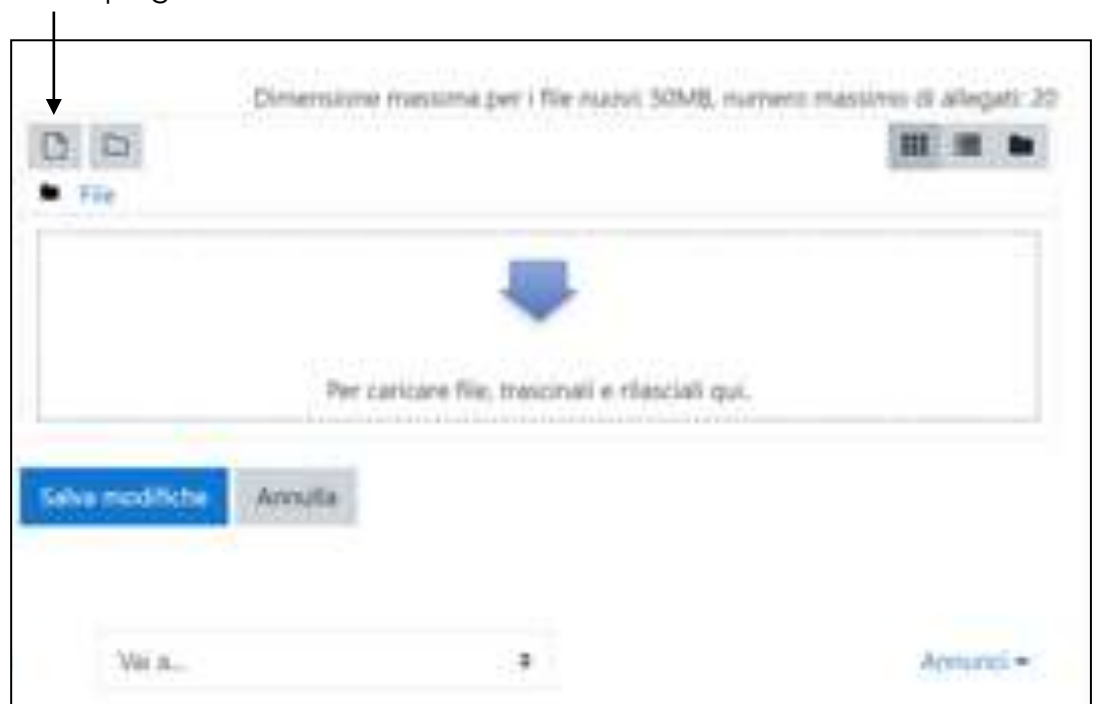 Dimensione massima per i file nuovi: 50MB, numero massimo di allegati: 20
File
Per caricare file, trascinali e rilasciali qui.
Salva modifiche
Annulla
Vai a...
Annunci